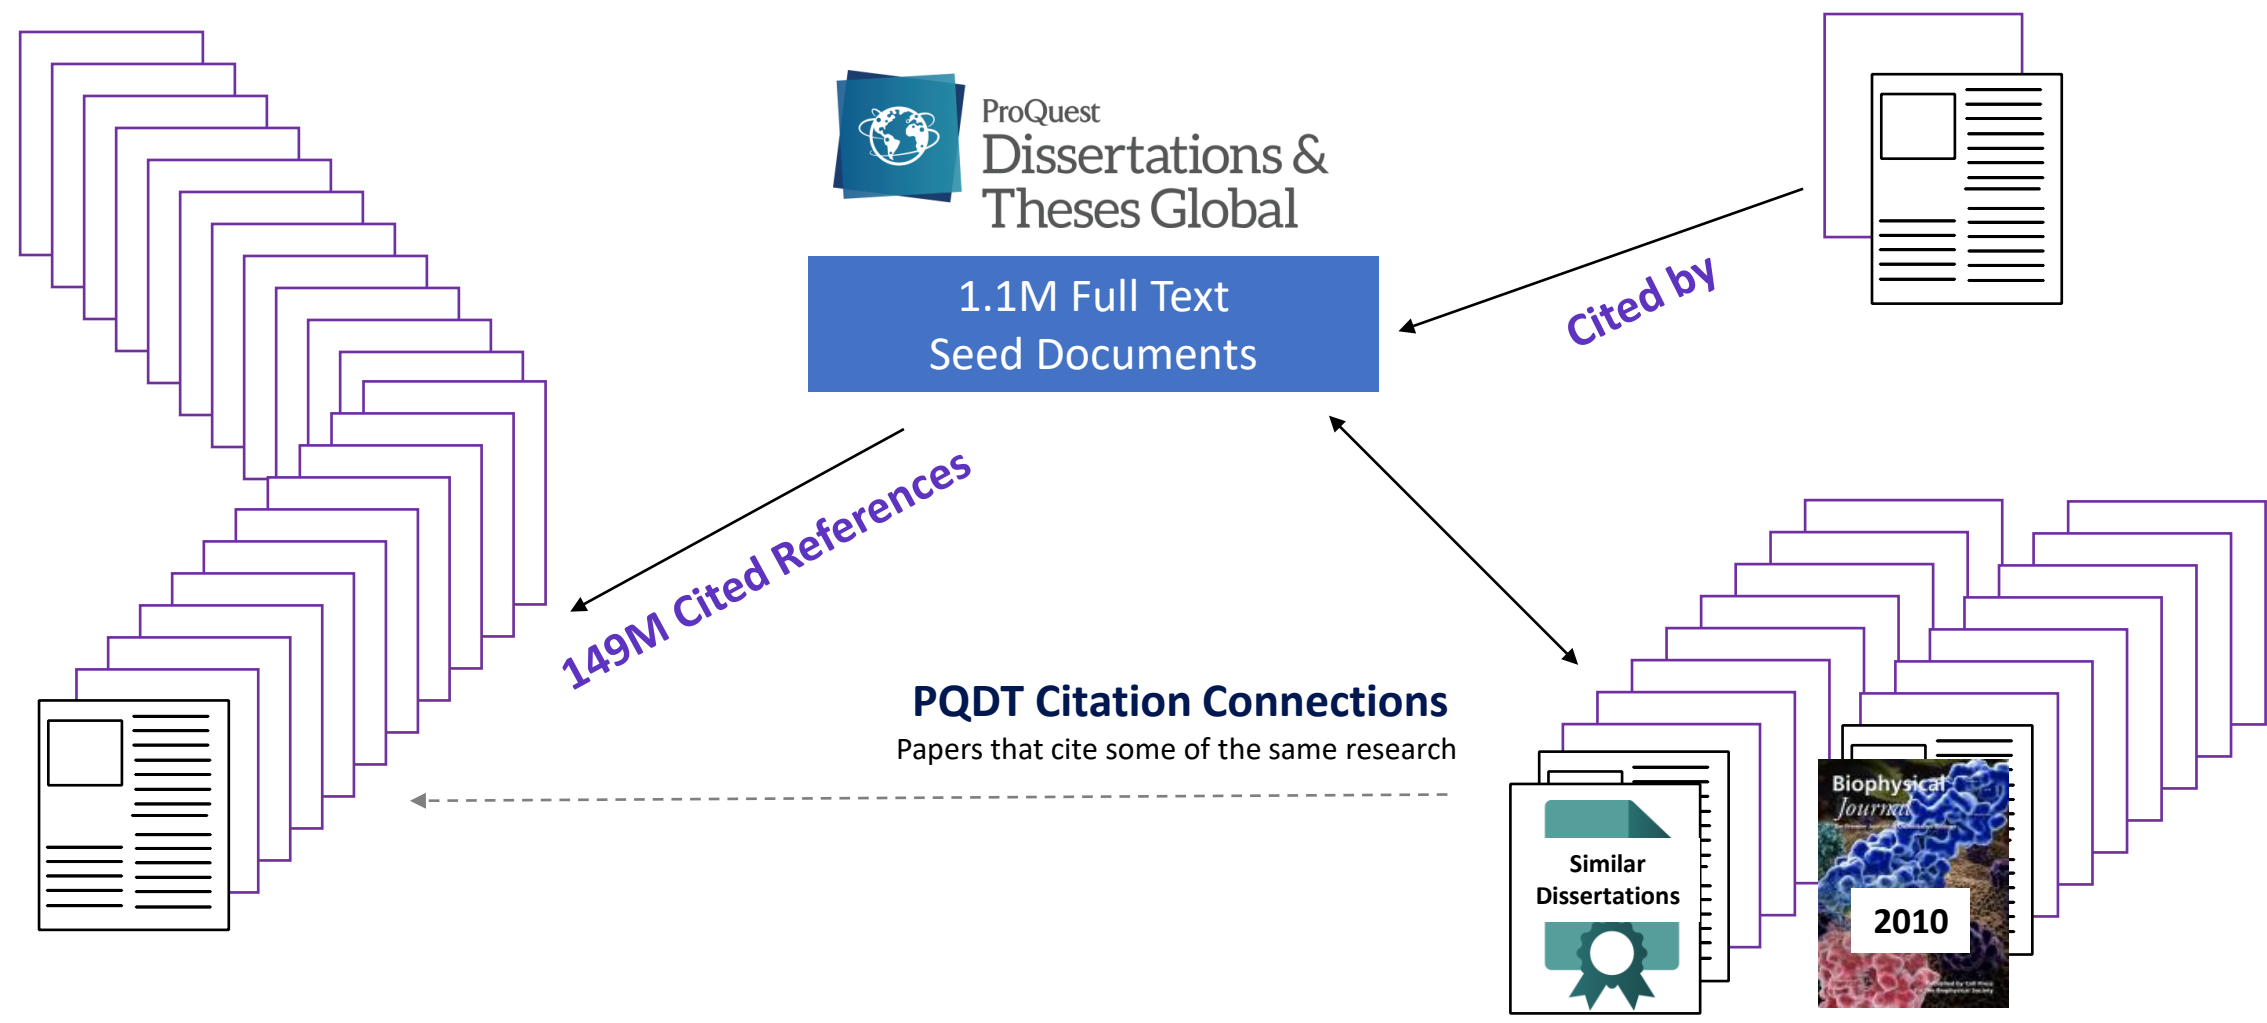 ProQuest
Dissertations &
Theses Global
1.1M Full Text
Seed Documents
Cited by
149M Cited References
PQDT Citation Connections
Papers that cite some of the same research
Similar
Dissertations
Biophysical
Journal
2010